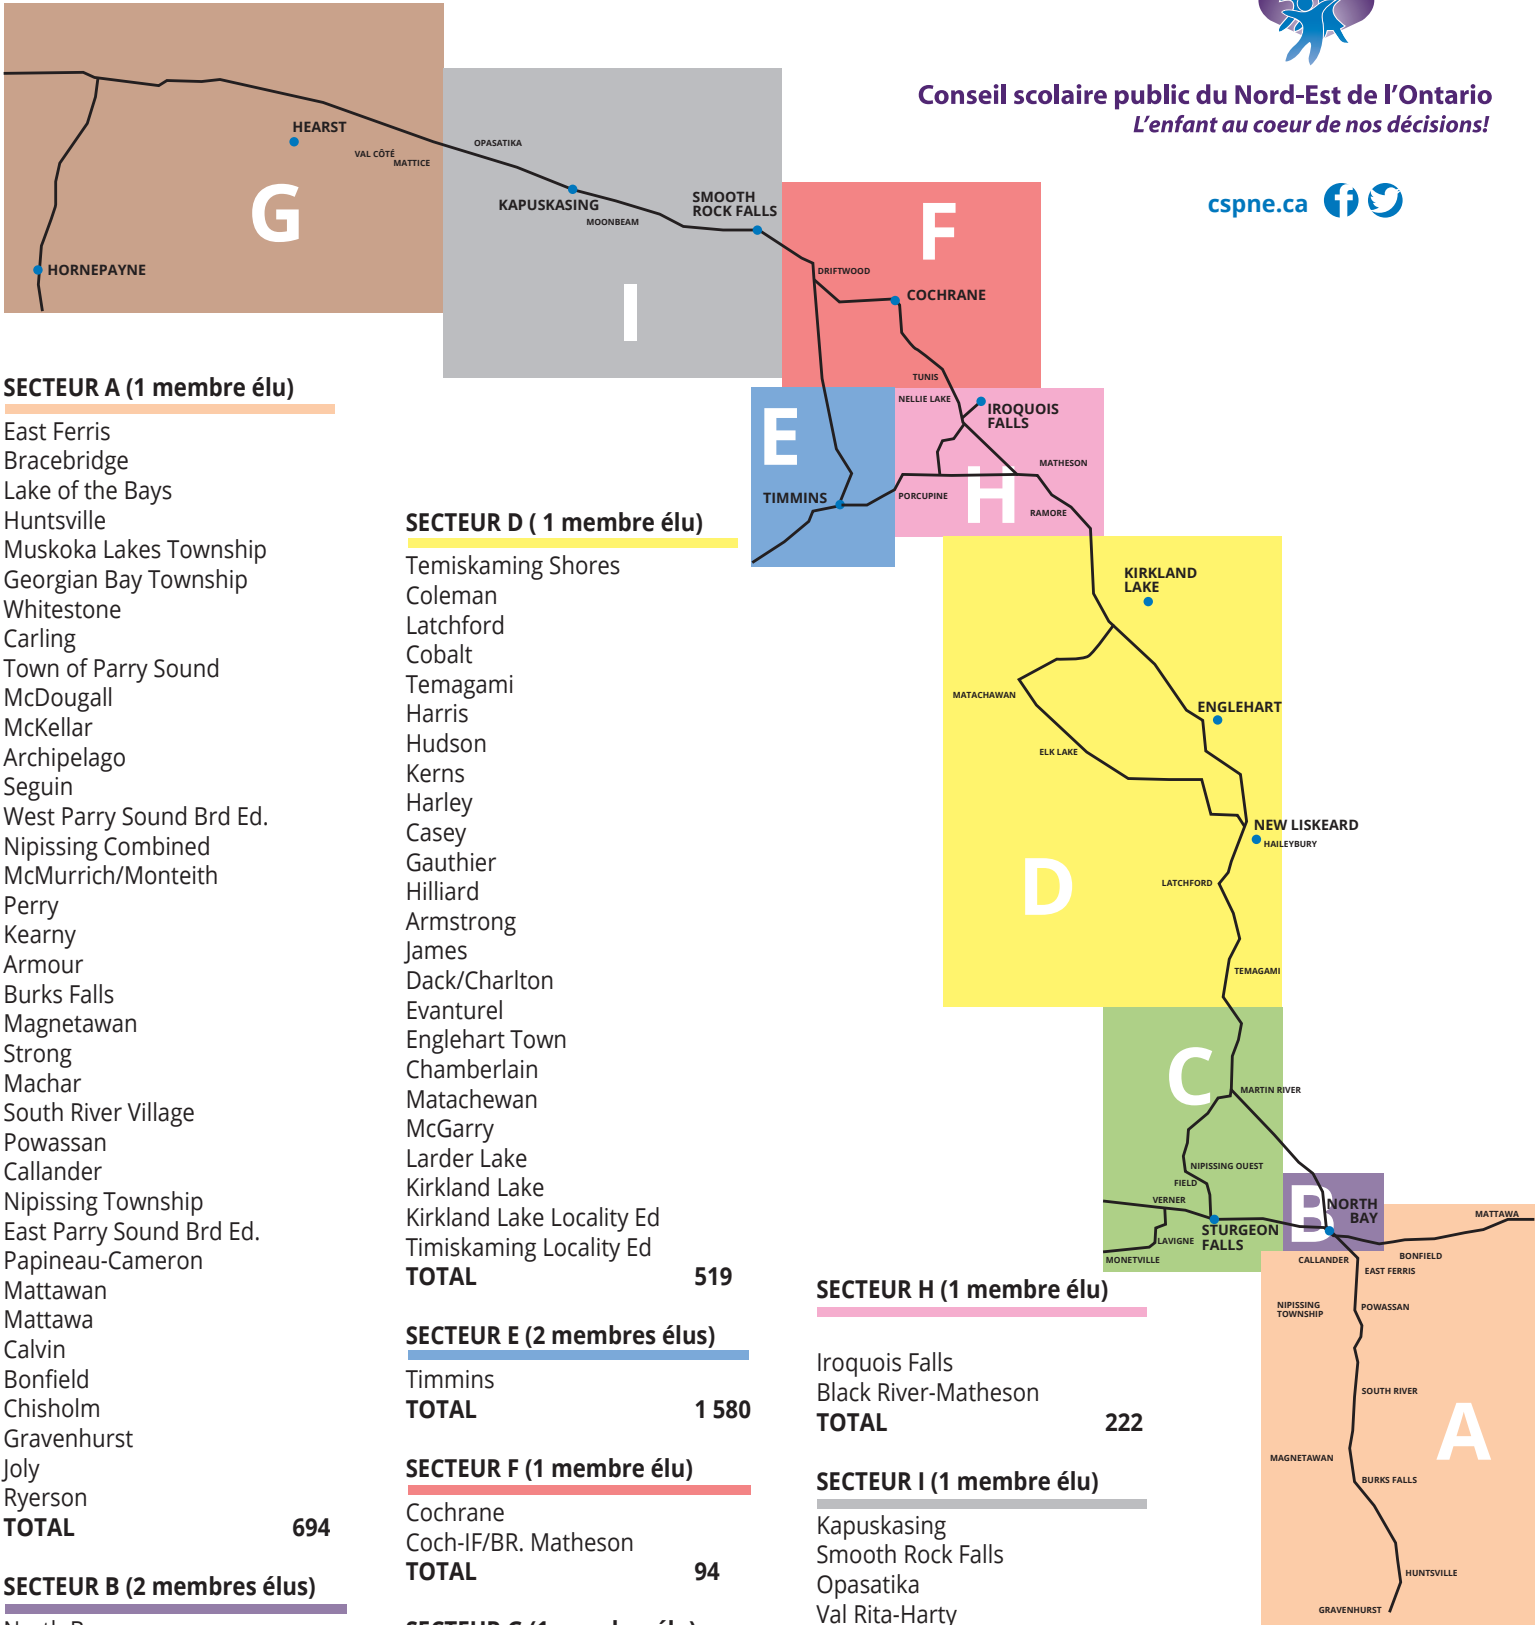 Conseil scolaire public du Nord-Est de l'Ontario
L'enfant au coeur de nos décisions!
cspne.ca
HEARST
VAL CÔTÉ
MATTICE
G
HORNEPAYNE
OPASATIKA
KAPUSKASING
MOONBEAM
SMOOTH
ROCK FALLS
I
F
DRIFTWOOD
COCHRANE
TUNIS
NELLIE LAKE
IROQUOIS
FALLS
E
TIMMINS
MATHESON
H
PORCUPINE
RAMORE
KIRKLAND
LAKE
MATACHAWAN
ENGLEHART
ELK LAKE
NEW LISKEARD
HAILEYBURY
D
LATCHFORD
TEMAGAMI
C
MARTIN RIVER
NIPISSING OUEST
FIELD
VERNER
STURGEON
FALLS
LAVIGNE
MONETVILLE
B
NORTH
BAY
MATTAWA
CALLANDER
BONFIELD
EAST FERRIS
NIPISSING
TOWNSHIP
POWASSAN
SOUTH RIVER
A
MAGNETAWAN
BURKS FALLS
HUNTSVILLE
GRAVENHURST
SECTEUR A (1 membre élu)
East Ferris
Bracebridge
Lake of the Bays
Huntsville
Muskoka Lakes Township
Georgian Bay Township
Whitestone
Carling
Town of Parry Sound
McDougall
McKellar
Archipelago
Seguin
West Parry Sound Brd Ed.
Nipissing Combined
McMurrich/Monteith
Perry
Kearny
Armour
Burks Falls
Magnetawan
Strong
Machar
South River Village
Powassan
Callander
Nipissing Township
East Parry Sound Brd Ed.
Papineau-Cameron
Mattawan
Mattawa
Calvin
Bonfield
Chisholm
Gravenhurst
Joly
Ryerson
TOTAL 694
SECTEUR B (2 membres élus)
SECTEUR D ( 1 membre élu)
Temiskaming Shores
Coleman
Latchford
Cobalt
Temagami
Harris
Hudson
Kerns
Harley
Casey
Gauthier
Hilliard
Armstrong
James
Dack/Charlton
Evanturel
Englehart Town
Chamberlain
Matachewan
McGarry
Larder Lake
Kirkland Lake
Kirkland Lake Locality Ed
Timiskaming Locality Ed
TOTAL 519
SECTEUR E (2 membres élus)
Timmins
TOTAL 1 580
SECTEUR F (1 membre élu)
Cochrane
Coch-IF/BR. Matheson
TOTAL 94
SECTEUR H (1 membre élu)
Iroquois Falls
Black River-Matheson
TOTAL 222
SECTEUR I (1 membre élu)
Kapuskasing
Smooth Rock Falls
Opasatika
Val Rita-Harty